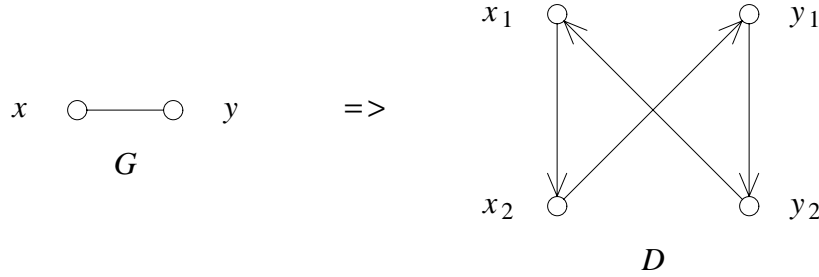 x₁ y₁
x y => 
G
x₂ y₂
D